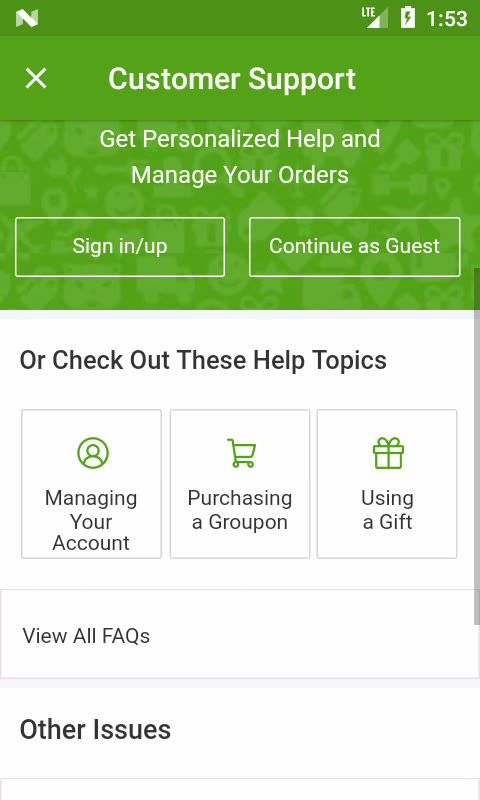 LTE 1:53
Customer Support
Get Personalized Help and
Manage Your Orders
Sign in/up
Continue as Guest
Or Check Out These Help Topics
Managing
Your
Account
Purchasing
a Groupon
Using
a Gift
View All FAQs
Other Issues